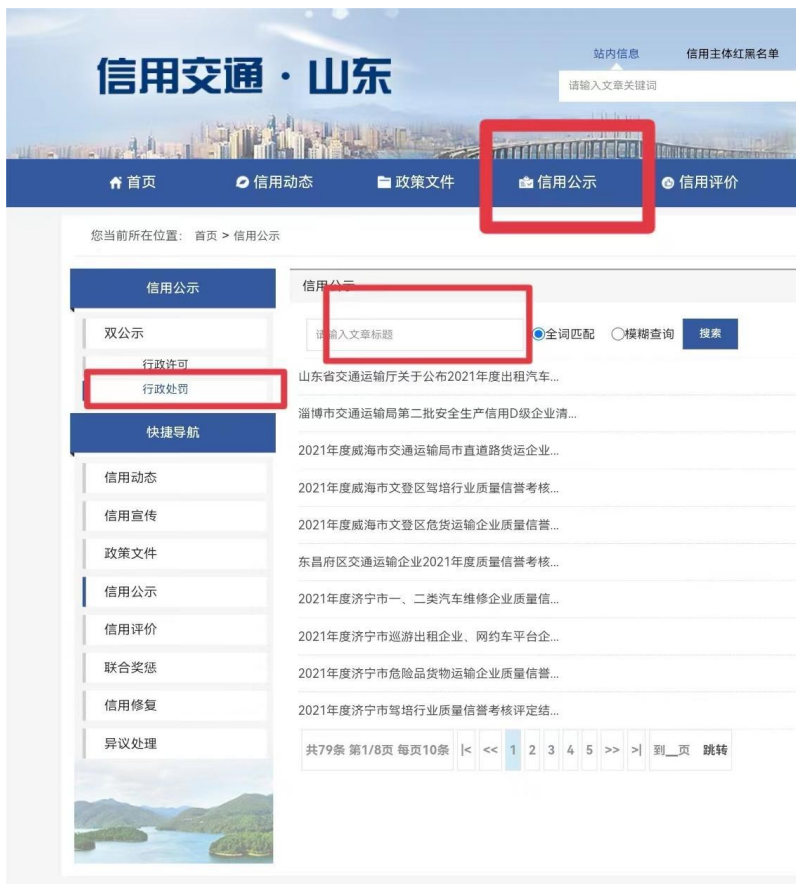 信用交通·山东
站内信息 信用主体红黑名单
请输入文章关键词
首页 信用动态 政策文件 信用公示 信用评价
您当前所在位置: 首页 > 信用公示
信用公示
双公示
行政许可
行政处罚
快捷导航
信用动态
信用宣传
政策文件
信用公示
信用评价
联合奖惩
信用修复
异议处理
信用公示
请输入文章标题 全词匹配 模糊查询 搜索
山东省交通运输厅关于公布2021年度出租汽车...
淄博市交通运输局第二批安全生产信用D级企业清...
2021年度威海市交通运输局市直道路货运企业...
2021年度威海市文登区驾培行业质量信誉考核...
2021年度威海市文登区危货运输企业质量信誉...
东昌府区交通运输企业2021年度质量信誉考核...
2021年度济宁市一、二类汽车维修企业质量信...
2021年度济宁市巡游出租企业、网约车平台企...
2021年度济宁市危险品货物运输企业质量信誉...
2021年度济宁市驾培行业质量信誉考核评定结...
共79条 第1/8页 每页10条 |< << 1 2 3 4 5 >> >| 到__页 跳转